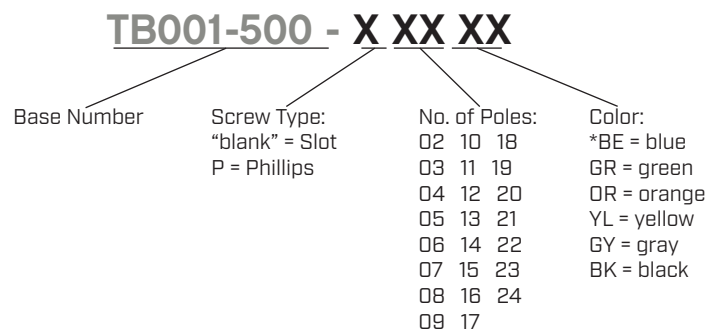 TB001-500 - X XX XX
Base Number
Screw Type:
“blank” = Slot
P = Phillips
No. of Poles:
02 10 18
03 11 19
04 12 20
05 13 21
06 14 22
07 15 23
08 16 24
09 17
Color:
*BE = blue
GR = green
OR = orange
YL = yellow
GY = gray
BK = black